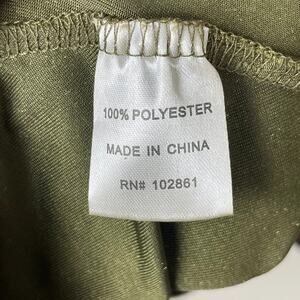 100% POLYESTER
MADE IN CHINA
RN# 102861